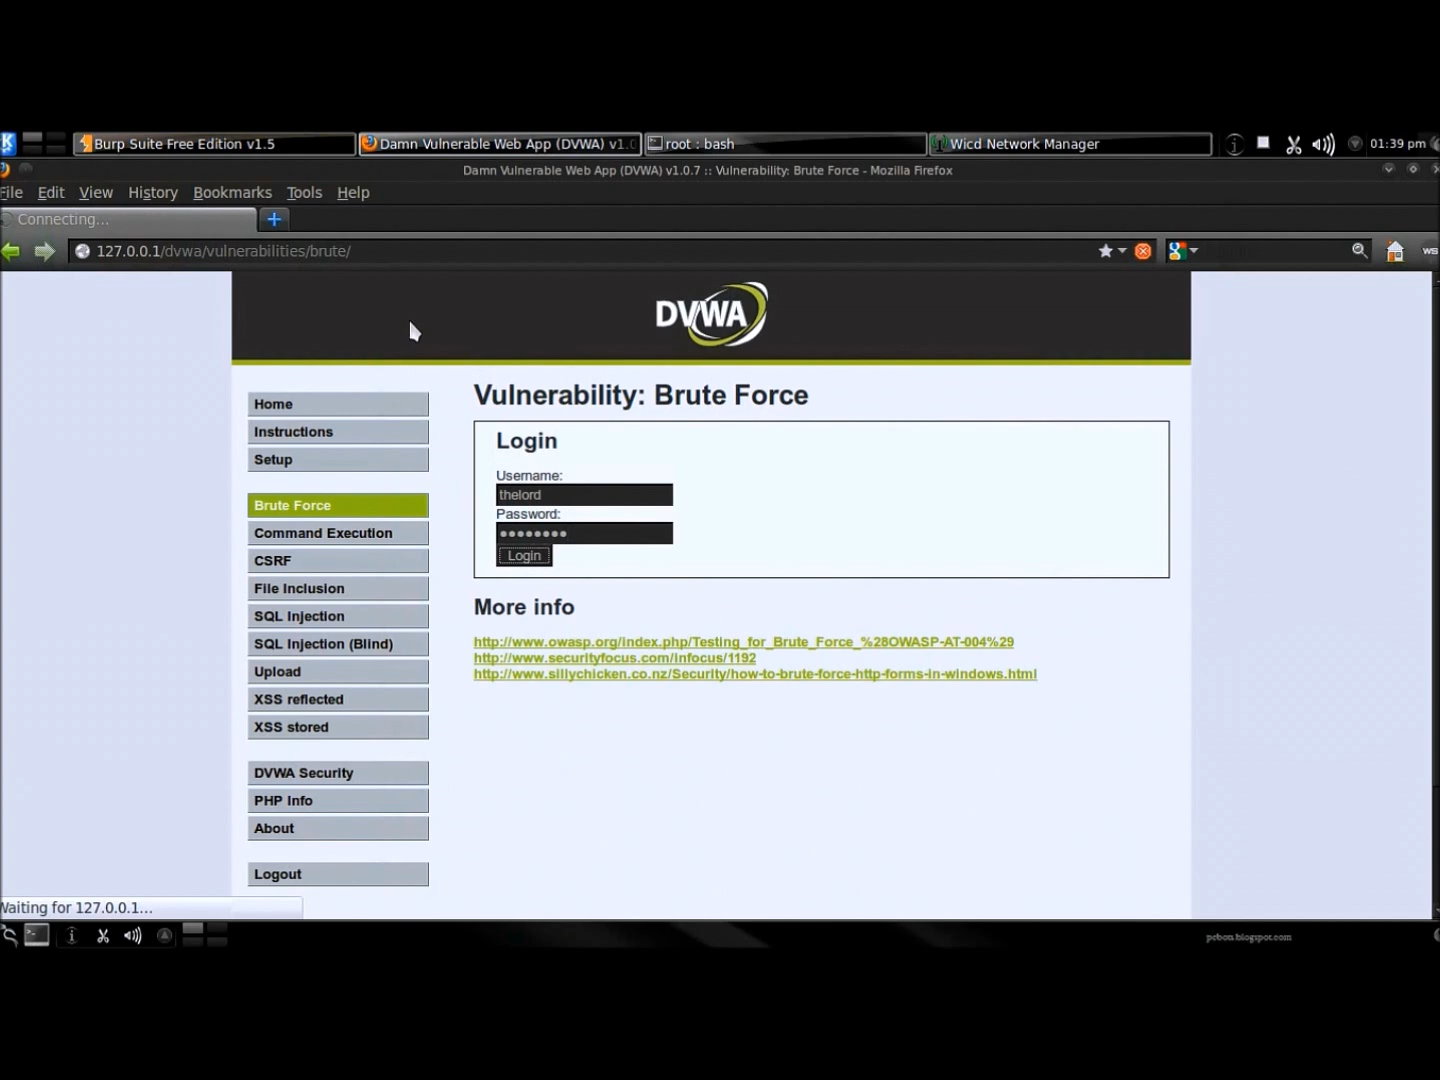 Burp Suite Free Edition v1.5
Damn Vulnerable Web App (DVWA) v1.0
root : bash
Wicd Network Manager
01:39 pm
Damn Vulnerable Web App (DVWA) v1.0.7 :: Vulnerability: Brute Force - Mozilla Firefox
File Edit View History Bookmarks Tools Help
Connecting...
127.0.0.1/dvwa/vulnerabilities/brute/
DVWA
Home
Instructions
Setup
Brute Force
Command Execution
CSRF
File Inclusion
SQL Injection
SQL Injection (Blind)
Upload
XSS reflected
XSS stored
DVWA Security
PHP Info
About
Logout
Vulnerability: Brute Force
Login
Username:
thelord
Password:
Login
More info
http://www.owasp.org/index.php/Testing_for_Brute_Force_%28OWASP-AT-004%29
http://www.securityfocus.com/infocus/1192
http://www.sillychicken.co.nz/Security/how-to-brute-force-http-forms-in-windows.html
Waiting for 127.0.0.1...
pcbon.blogspot.com